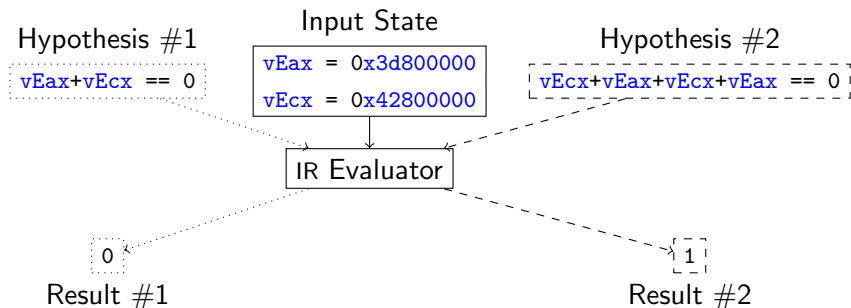 Input State
Hypothesis #1
Hypothesis #2
vEax = 0x3d800000
vEax+vEcx == 0
vEcx+vEax+vEcx+vEax == 0
vEcx = 0x42800000
IR Evaluator
0
1
Result #1
Result #2